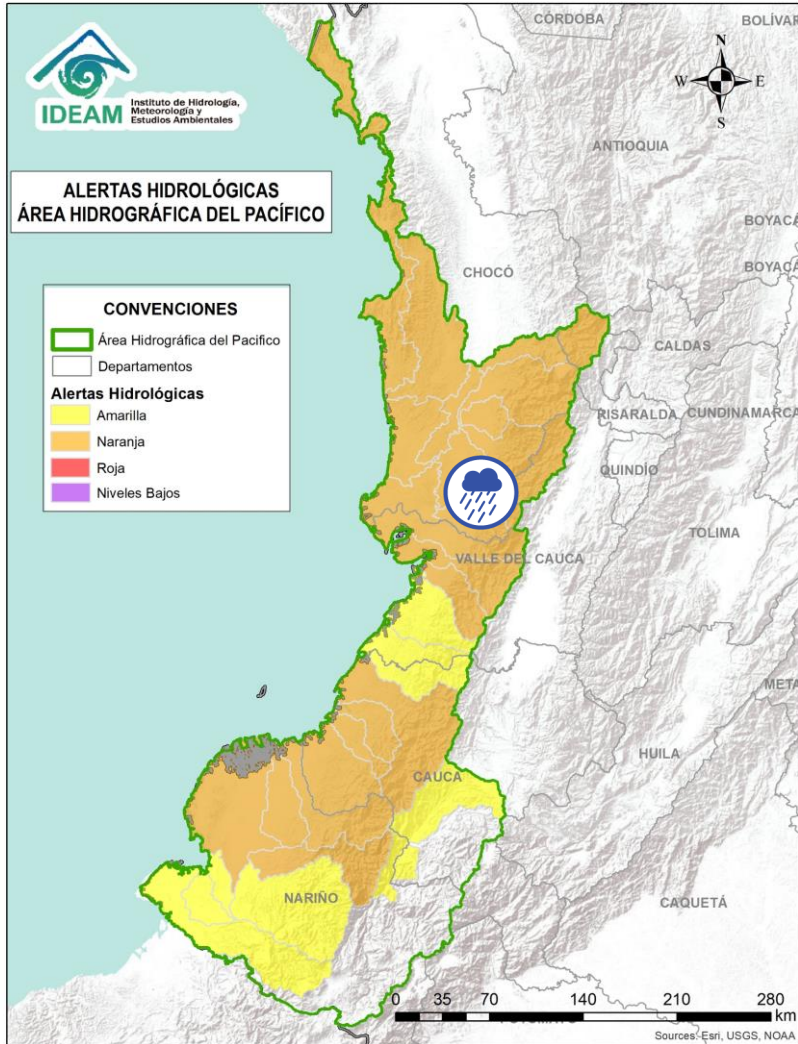 CÓRDOBA
BOLÍVAR
N
W E
S
IDEAM
Instituto de Hidrología,
Meteorología y
Estudios Ambientales
ANTIOQUIA
ALERTAS HIDROLÓGICAS
ÁREA HIDROGRÁFICA DEL PACÍFICO
BOYACÁ
BOYACÁ
CHOCÓ
CONVENCIONES
Área Hidrográfica del Pacifico
Departamentos
Alertas Hidrológicas
Amarilla
Naranja
Roja
Niveles Bajos
CALDAS
RISARALDA
CUNDINAMARCA
QUINDÍO
TOLIMA
VALLE DEL CAUCA
META
HUILA
CAUCA
NARIÑO
CAQUETÁ
0 35 70 140 210 280
km
Sources: Esri, USGS, NOAA